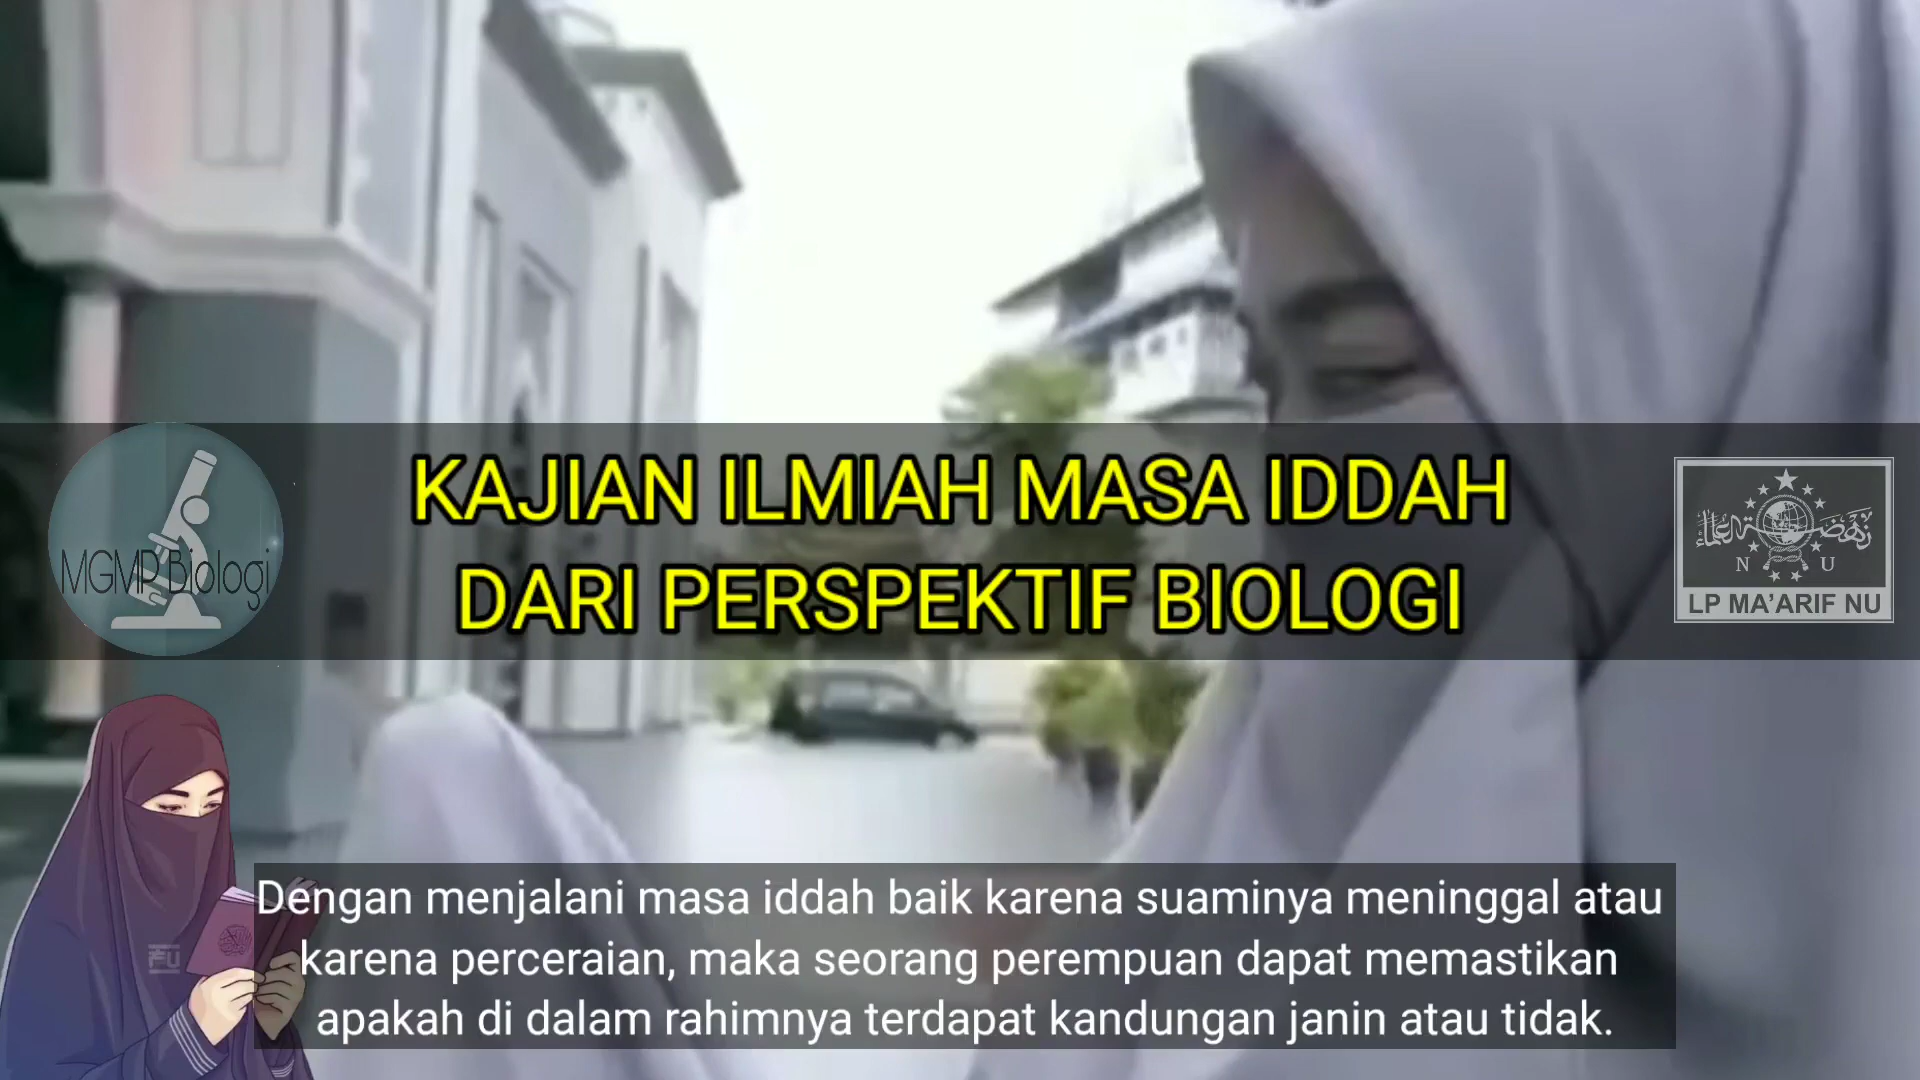 KAJIAN ILMIAH MASA IDDAH
DARI PERSPEKTIF BIOLOGI
MGMP Biologi
نهضة العلماء
N U
LP MA'ARIF NU
Dengan menjalani masa iddah baik karena suaminya meninggal atau
karena perceraian, maka seorang perempuan dapat memastikan
apakah di dalam rahimnya terdapat kandungan janin atau tidak.